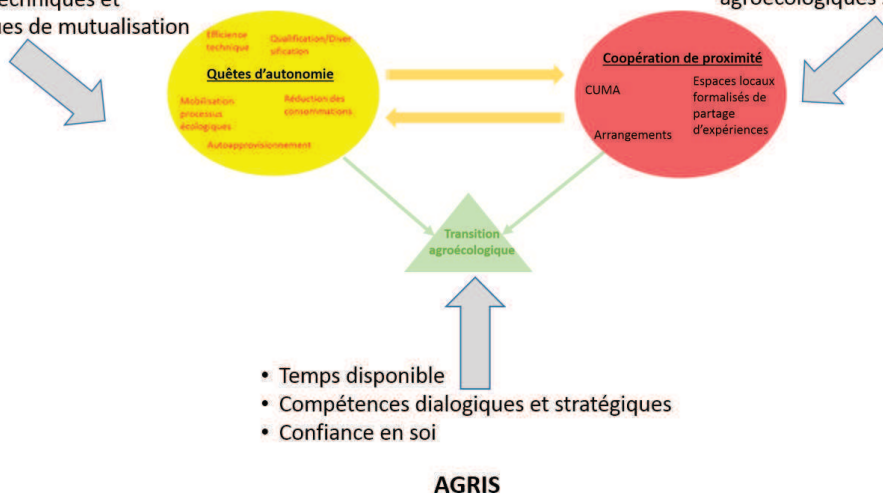 techniques et
ues de mutualisation
agroécologiques
Efficience
technique
Qualification/Diver
sification
Quêtes d'autonomie
Mobilisation
processus
écologiques
Réduction des
consommations
Autoapprovisionnement
Coopération de proximité
CUMA
Espaces locaux
formalisés de
partage
d'expériences
Arrangements
Transition
agroécologique
• Temps disponible
• Compétences dialogiques et stratégiques
• Confiance en soi
AGRIS